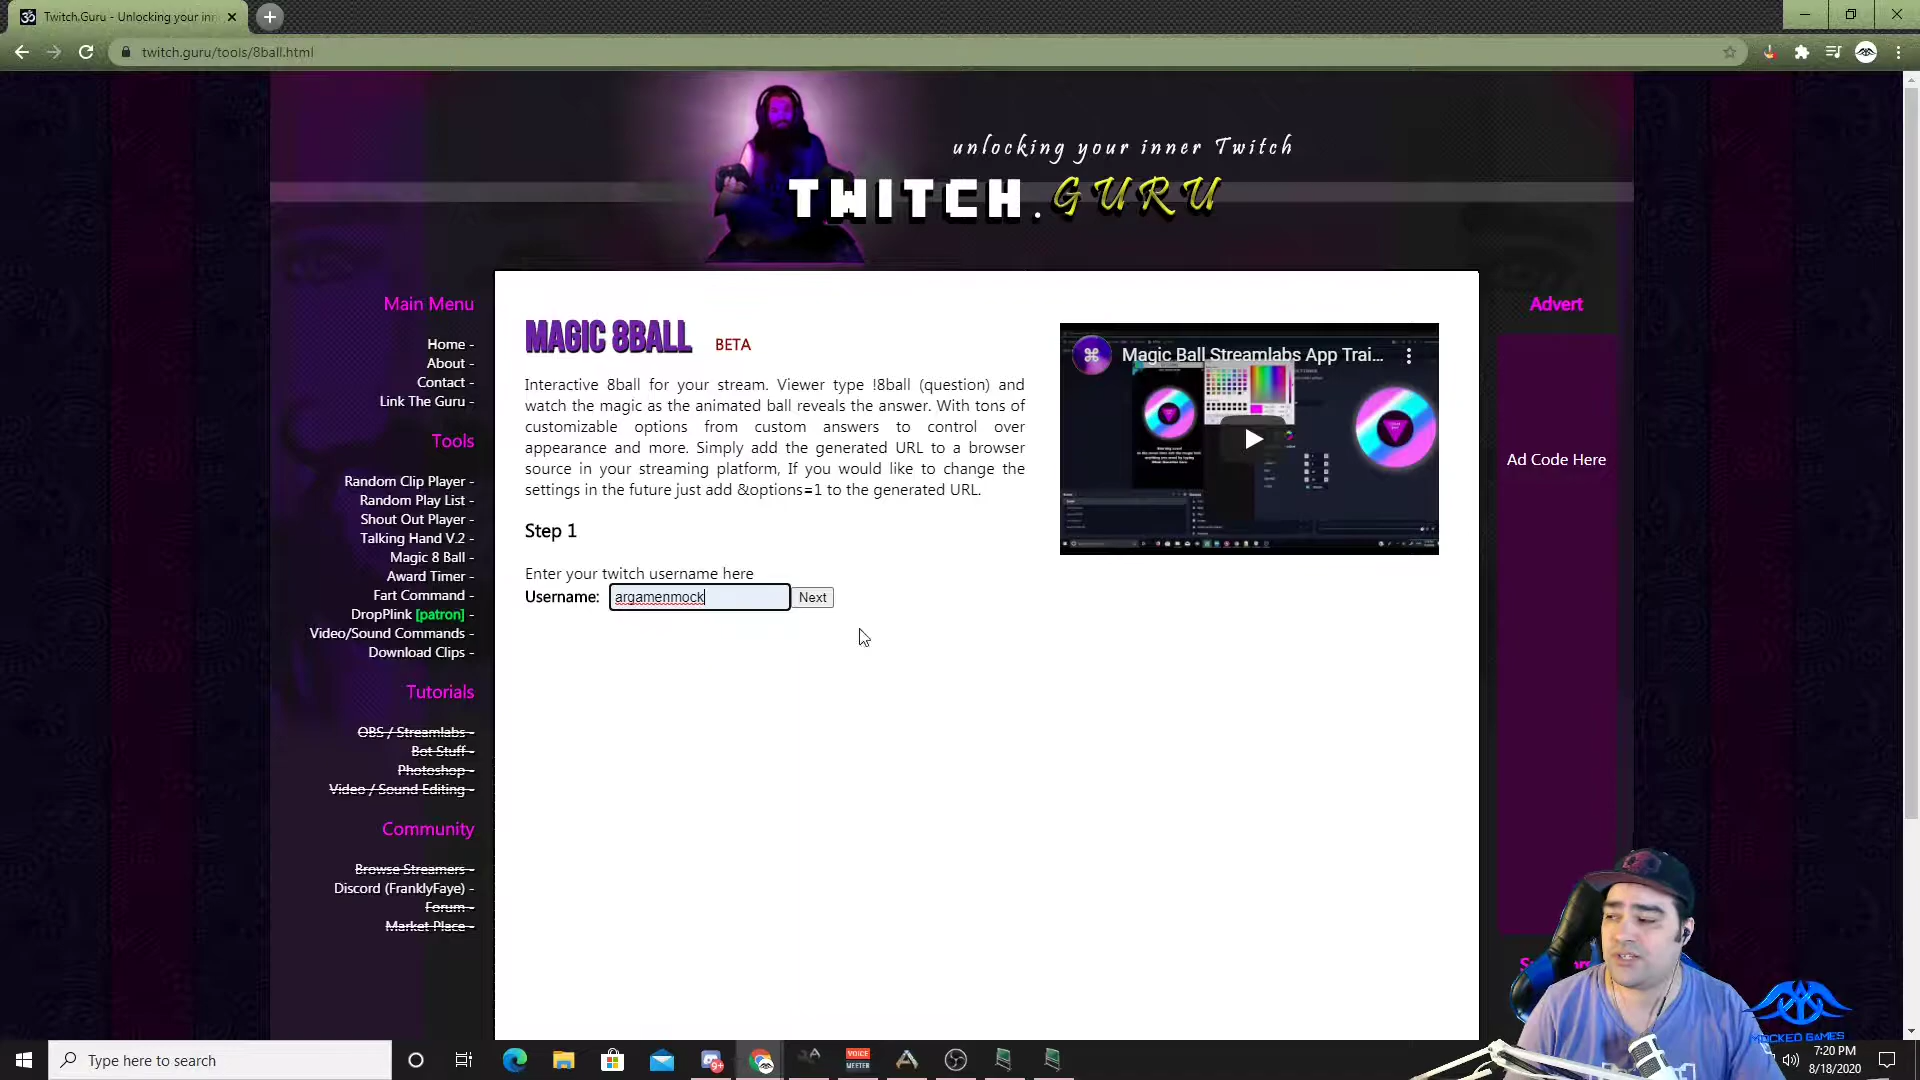 Twitch.Guru - Unlocking your inn
twitch.guru/tools/8ball.html
unlocking your inner Twitch
TWITCH.GURU
Main Menu
Home -
About -
Contact -
Link The Guru -
Tools
Random Clip Player -
Random Play List -
Shout Out Player -
Talking Hand V.2 -
Magic 8 Ball -
Award Timer -
Fart Command -
DropPlink [patron] -
Video/Sound Commands -
Download Clips -
Tutorials
OBS / Streamlabs -
Bot Stuff -
Photoshop -
Video / Sound Editing -
Community
Browse Streamers -
Discord (FranklyFaye) -
Forum -
Market Place -
MAGIC 8BALL BETA
Interactive 8ball for your stream. Viewer type !8ball (question) and
watch the magic as the animated ball reveals the answer. With tons of
customizable options from custom answers to control over
appearance and more. Simply add the generated URL to a browser
source in your streaming platform, If you would like to change the
settings in the future just add &options=1 to the generated URL.
Step 1
Enter your twitch username here
Username: argamenmock Next
Magic Ball Streamlabs App Trai...
Advert
Ad Code Here
MOCKED GAMES
Type here to search
VOICE
MEETER
7:20 PM
8/18/2020